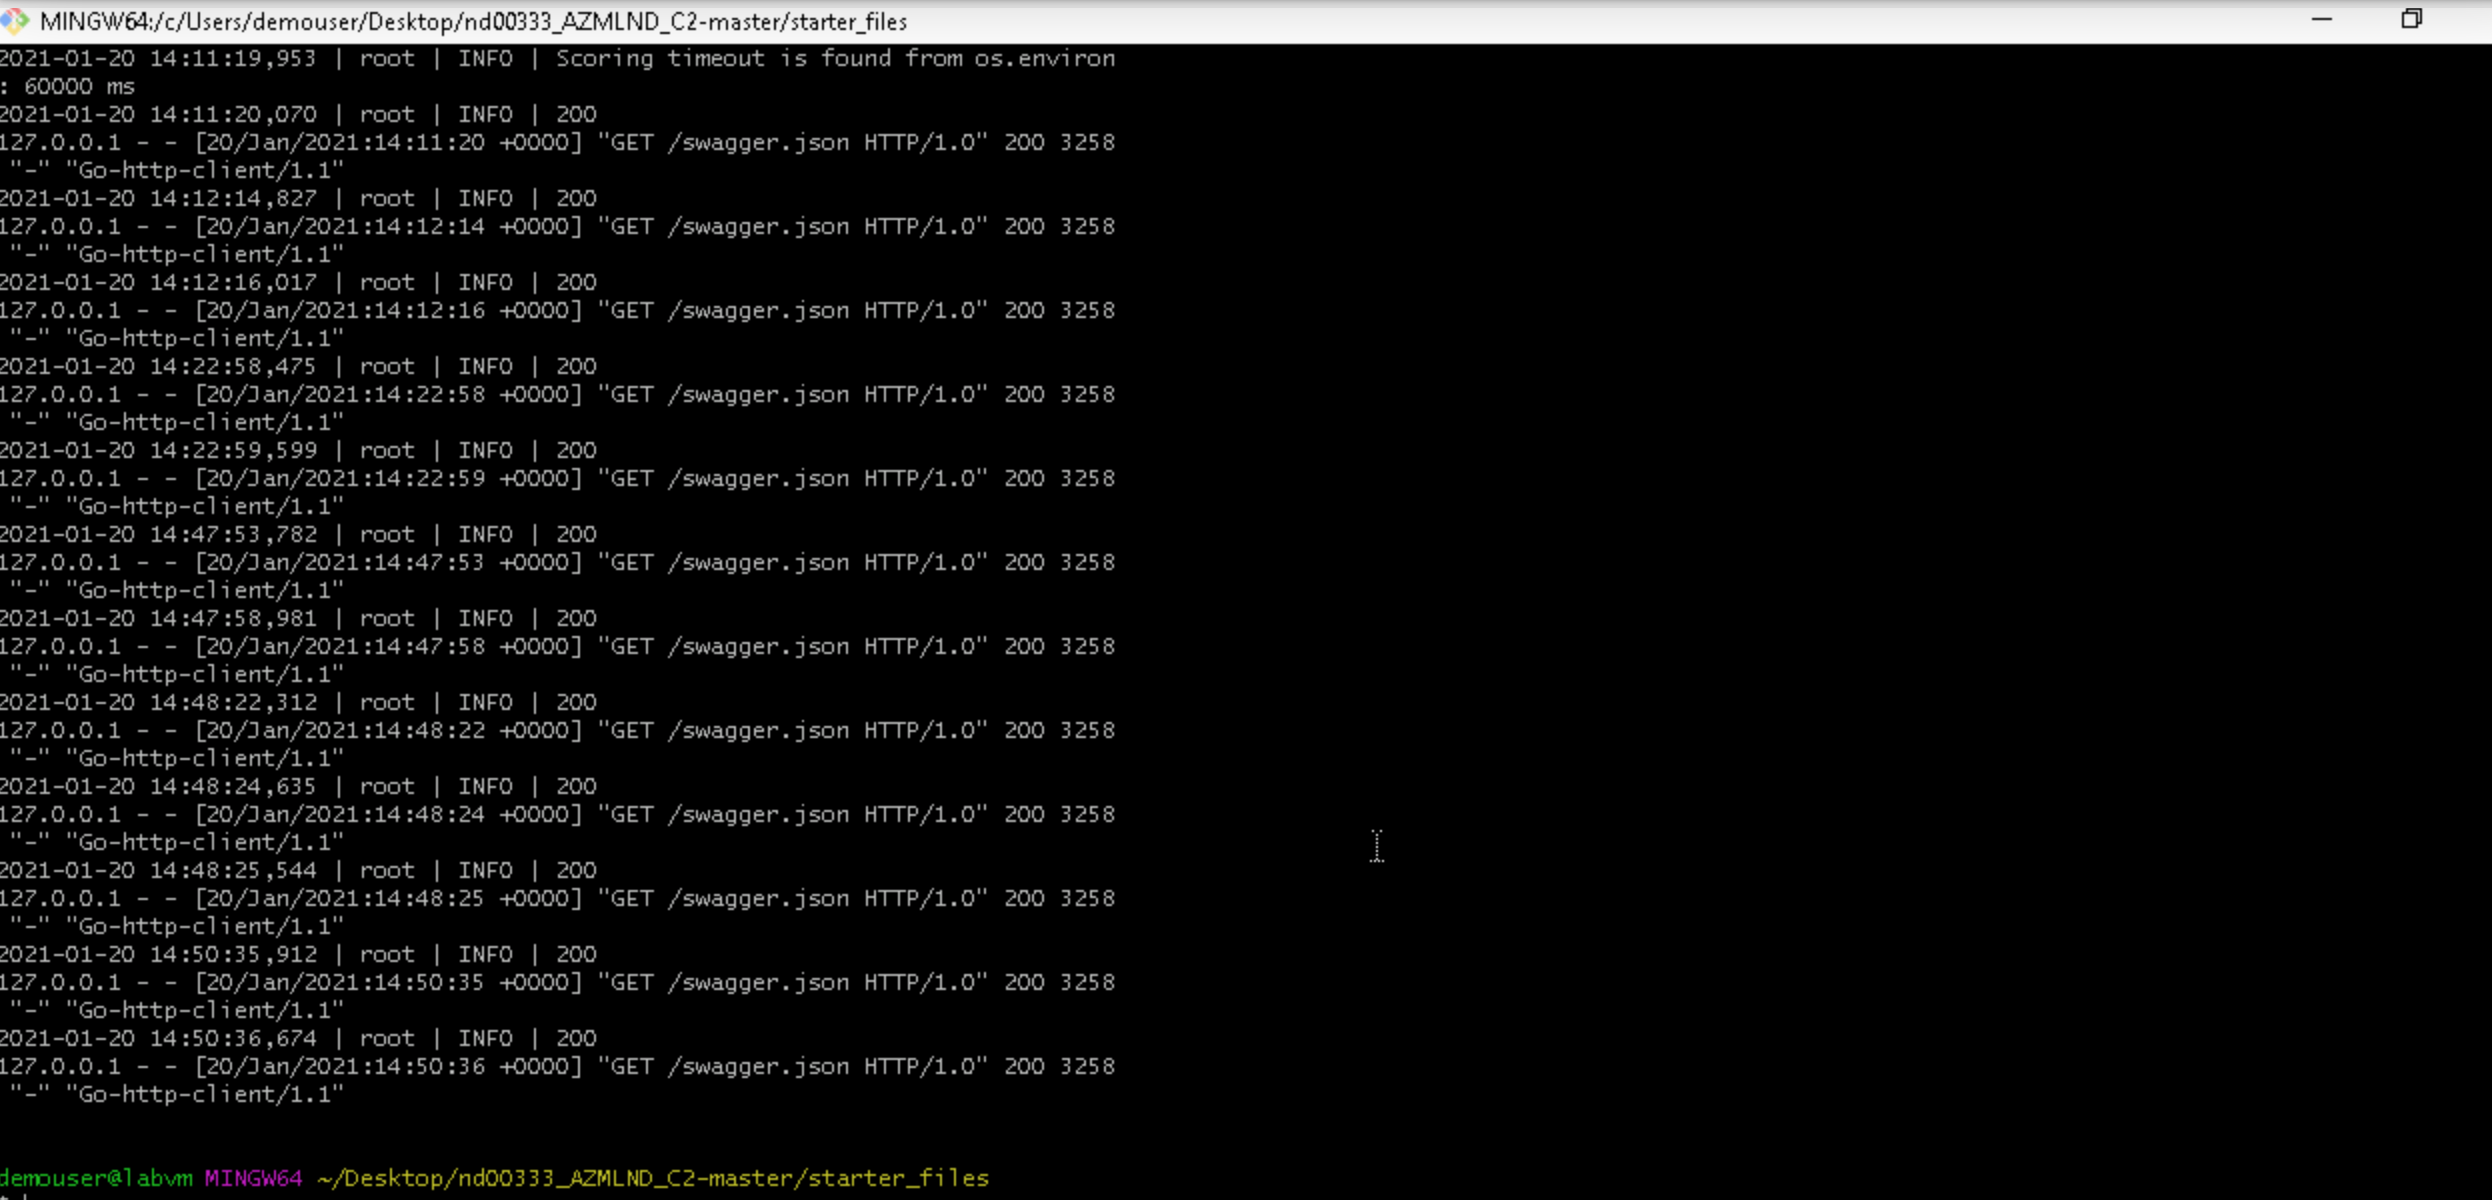 MINGW64:/c/Users/demouser/Desktop/nd00333_AZMLND_C2-master/starter_files
2021-01-20 14:11:19,953 | root | INFO | Scoring timeout is found from os.environ
: 60000 ms
2021-01-20 14:11:20,070 | root | INFO | 200
127.0.0.1 - - [20/Jan/2021:14:11:20 +0000] "GET /swagger.json HTTP/1.0" 200 3258
"-" "Go-http-client/1.1"
2021-01-20 14:12:14,827 | root | INFO | 200
127.0.0.1 - - [20/Jan/2021:14:12:14 +0000] "GET /swagger.json HTTP/1.0" 200 3258
"-" "Go-http-client/1.1"
2021-01-20 14:12:16,017 | root | INFO | 200
127.0.0.1 - - [20/Jan/2021:14:12:16 +0000] "GET /swagger.json HTTP/1.0" 200 3258
"-" "Go-http-client/1.1"
2021-01-20 14:22:58,475 | root | INFO | 200
127.0.0.1 - - [20/Jan/2021:14:22:58 +0000] "GET /swagger.json HTTP/1.0" 200 3258
"-" "Go-http-client/1.1"
2021-01-20 14:22:59,599 | root | INFO | 200
127.0.0.1 - - [20/Jan/2021:14:22:59 +0000] "GET /swagger.json HTTP/1.0" 200 3258
"-" "Go-http-client/1.1"
2021-01-20 14:47:53,782 | root | INFO | 200
127.0.0.1 - - [20/Jan/2021:14:47:53 +0000] "GET /swagger.json HTTP/1.0" 200 3258
"-" "Go-http-client/1.1"
2021-01-20 14:47:58,981 | root | INFO | 200
127.0.0.1 - - [20/Jan/2021:14:47:58 +0000] "GET /swagger.json HTTP/1.0" 200 3258
"-" "Go-http-client/1.1"
2021-01-20 14:48:22,312 | root | INFO | 200
127.0.0.1 - - [20/Jan/2021:14:48:22 +0000] "GET /swagger.json HTTP/1.0" 200 3258
"-" "Go-http-client/1.1"
2021-01-20 14:48:24,635 | root | INFO | 200
127.0.0.1 - - [20/Jan/2021:14:48:24 +0000] "GET /swagger.json HTTP/1.0" 200 3258
"-" "Go-http-client/1.1"
2021-01-20 14:48:25,544 | root | INFO | 200
127.0.0.1 - - [20/Jan/2021:14:48:25 +0000] "GET /swagger.json HTTP/1.0" 200 3258
"-" "Go-http-client/1.1"
2021-01-20 14:50:35,912 | root | INFO | 200
127.0.0.1 - - [20/Jan/2021:14:50:35 +0000] "GET /swagger.json HTTP/1.0" 200 3258
"-" "Go-http-client/1.1"
2021-01-20 14:50:36,674 | root | INFO | 200
127.0.0.1 - - [20/Jan/2021:14:50:36 +0000] "GET /swagger.json HTTP/1.0" 200 3258
"-" "Go-http-client/1.1"
demouser@labvm MINGW64 ~/Desktop/nd00333_AZMLND_C2-master/starter_files